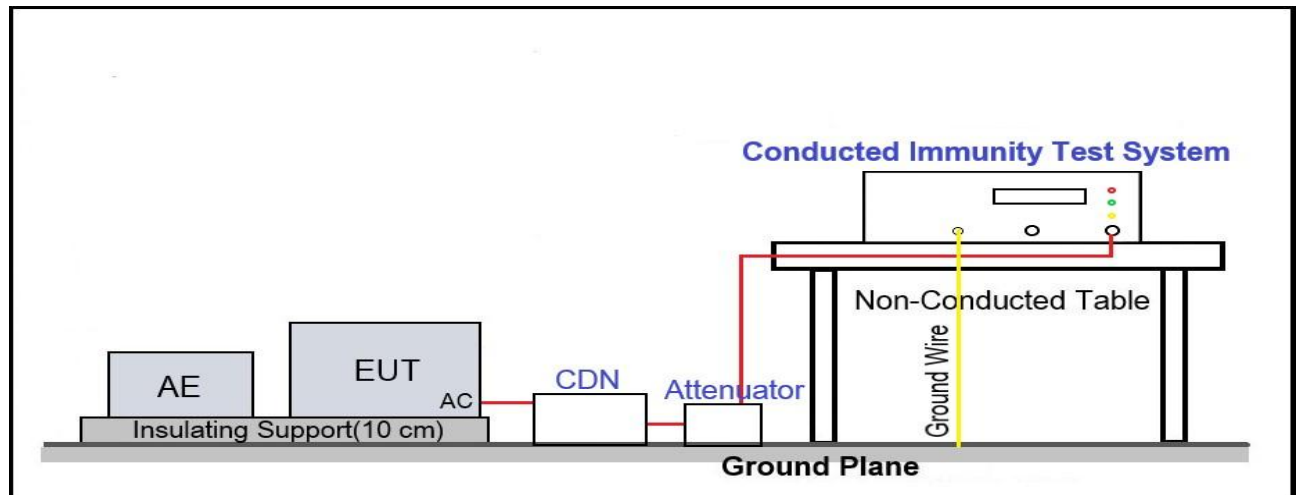 Conducted Immunity Test System
Non-Conducted Table
Ground Wire
AE
EUT
AC
CDN
Attenuator
Insulating Support(10 cm)
Ground Plane